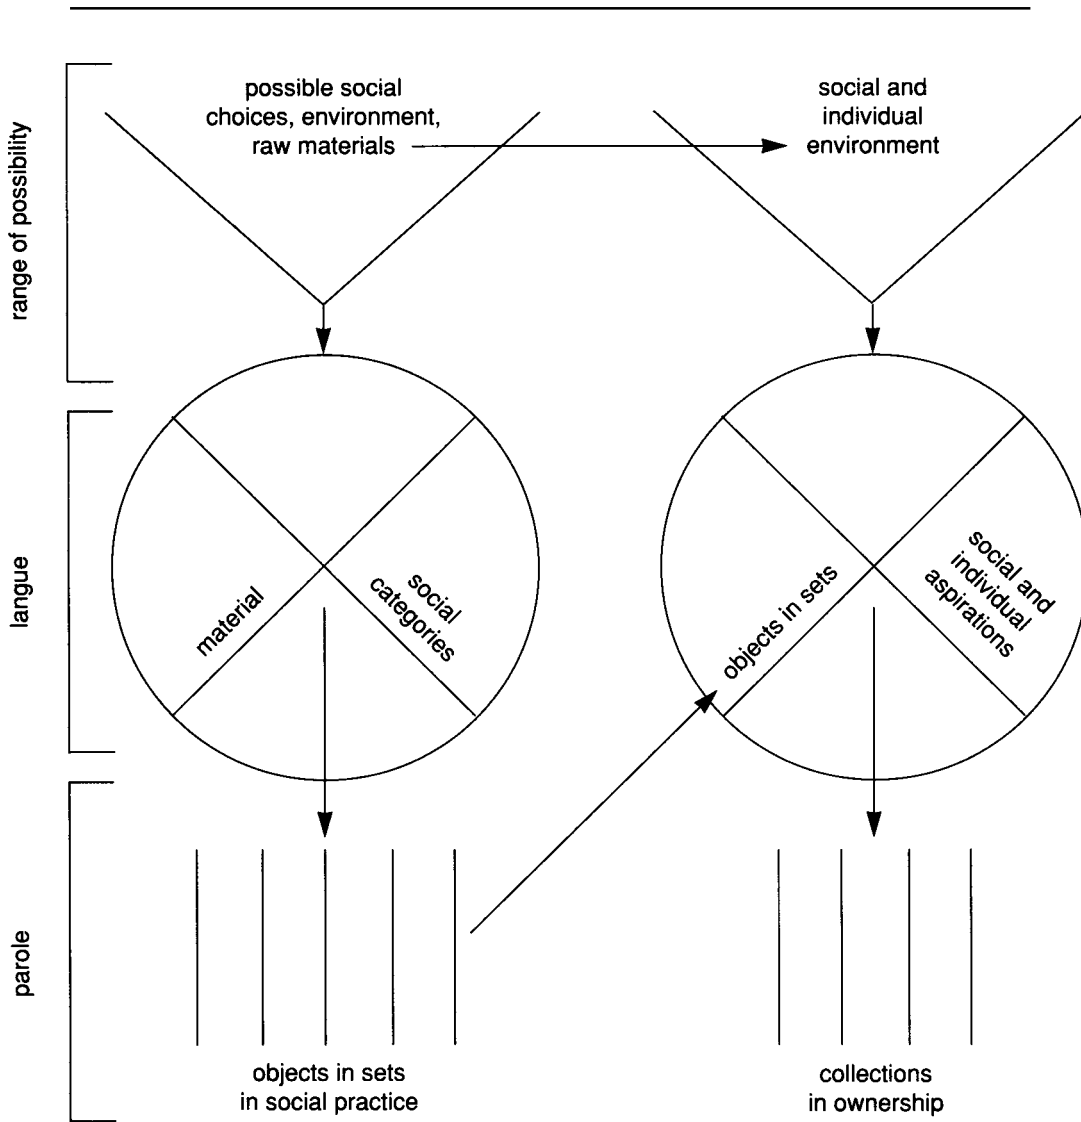 possible social
choices, environment,
raw materials
social and
individual
environment
range of possibility
langue
material
social
categories
objects in sets
social and
individual
aspirations
parole
objects in sets
in social practice
collections
in ownership